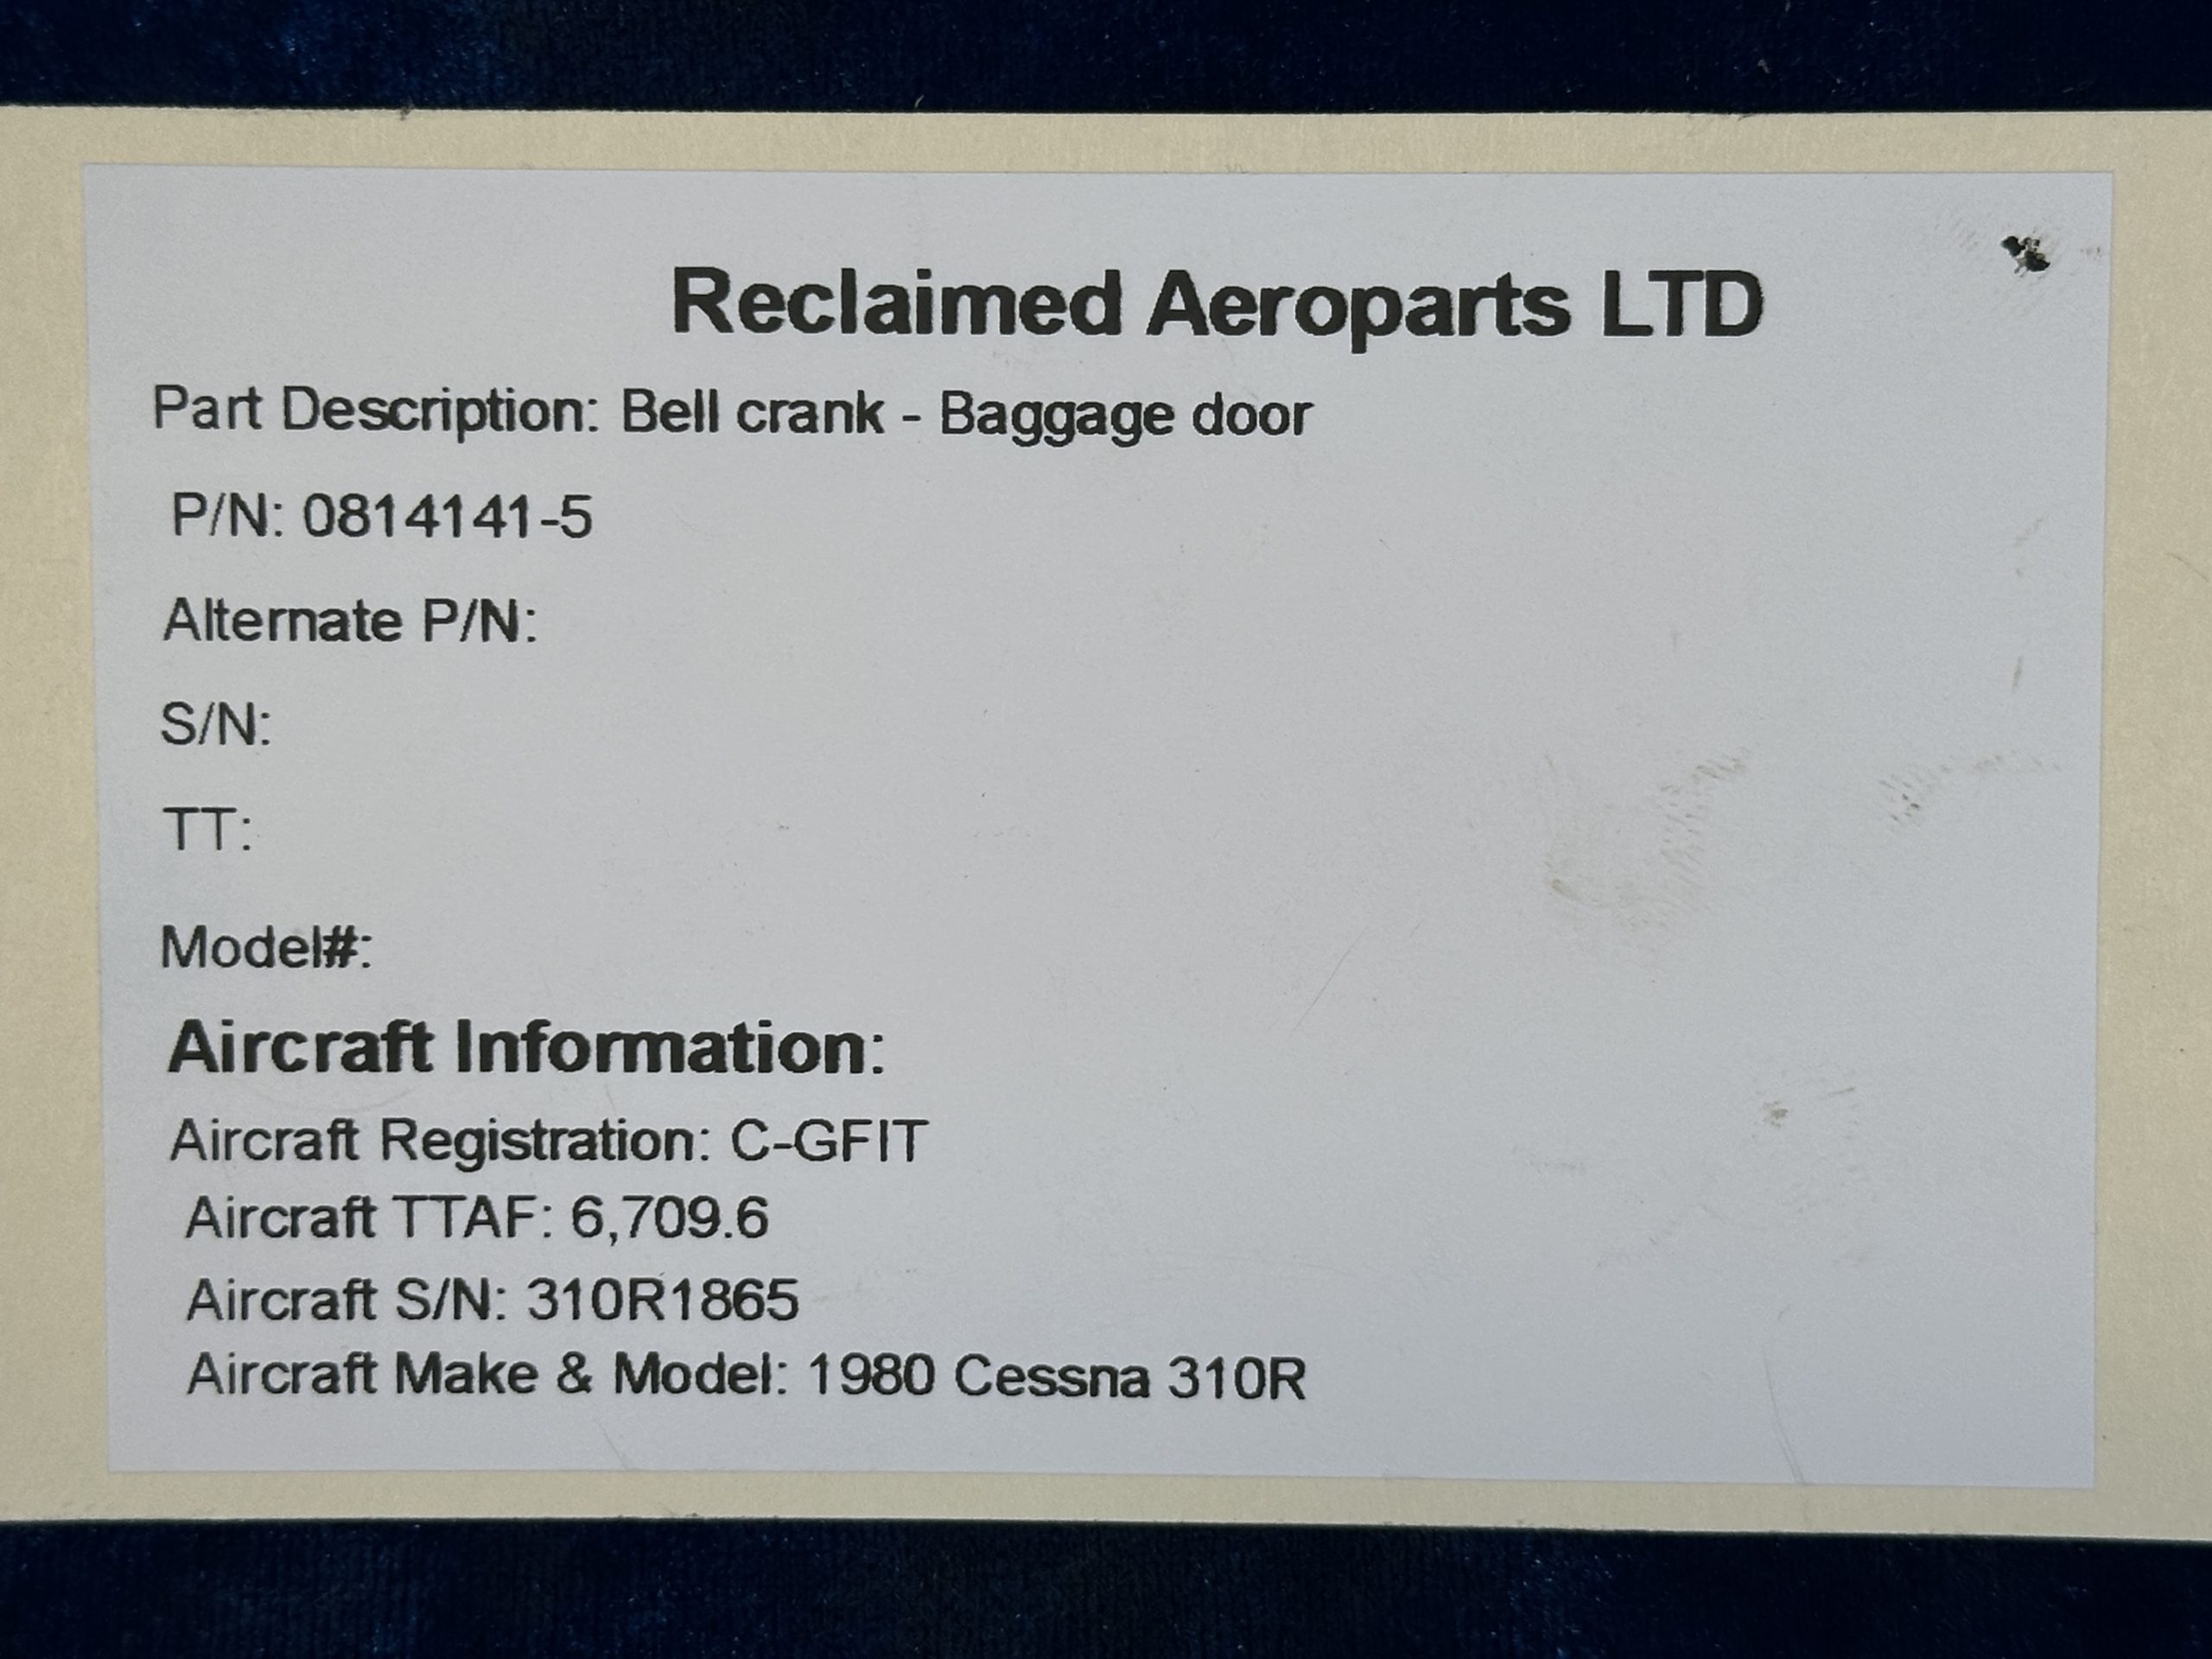 Reclaimed Aeroparts LTD
Part Description: Bell crank - Baggage door
P/N: 0814141-5
Alternate P/N:
S/N:
TT:
Model#:
Aircraft Information:
Aircraft Registration: C-GFIT
Aircraft TTAF: 6,709.6
Aircraft S/N: 310R1865
Aircraft Make & Model: 1980 Cessna 310R